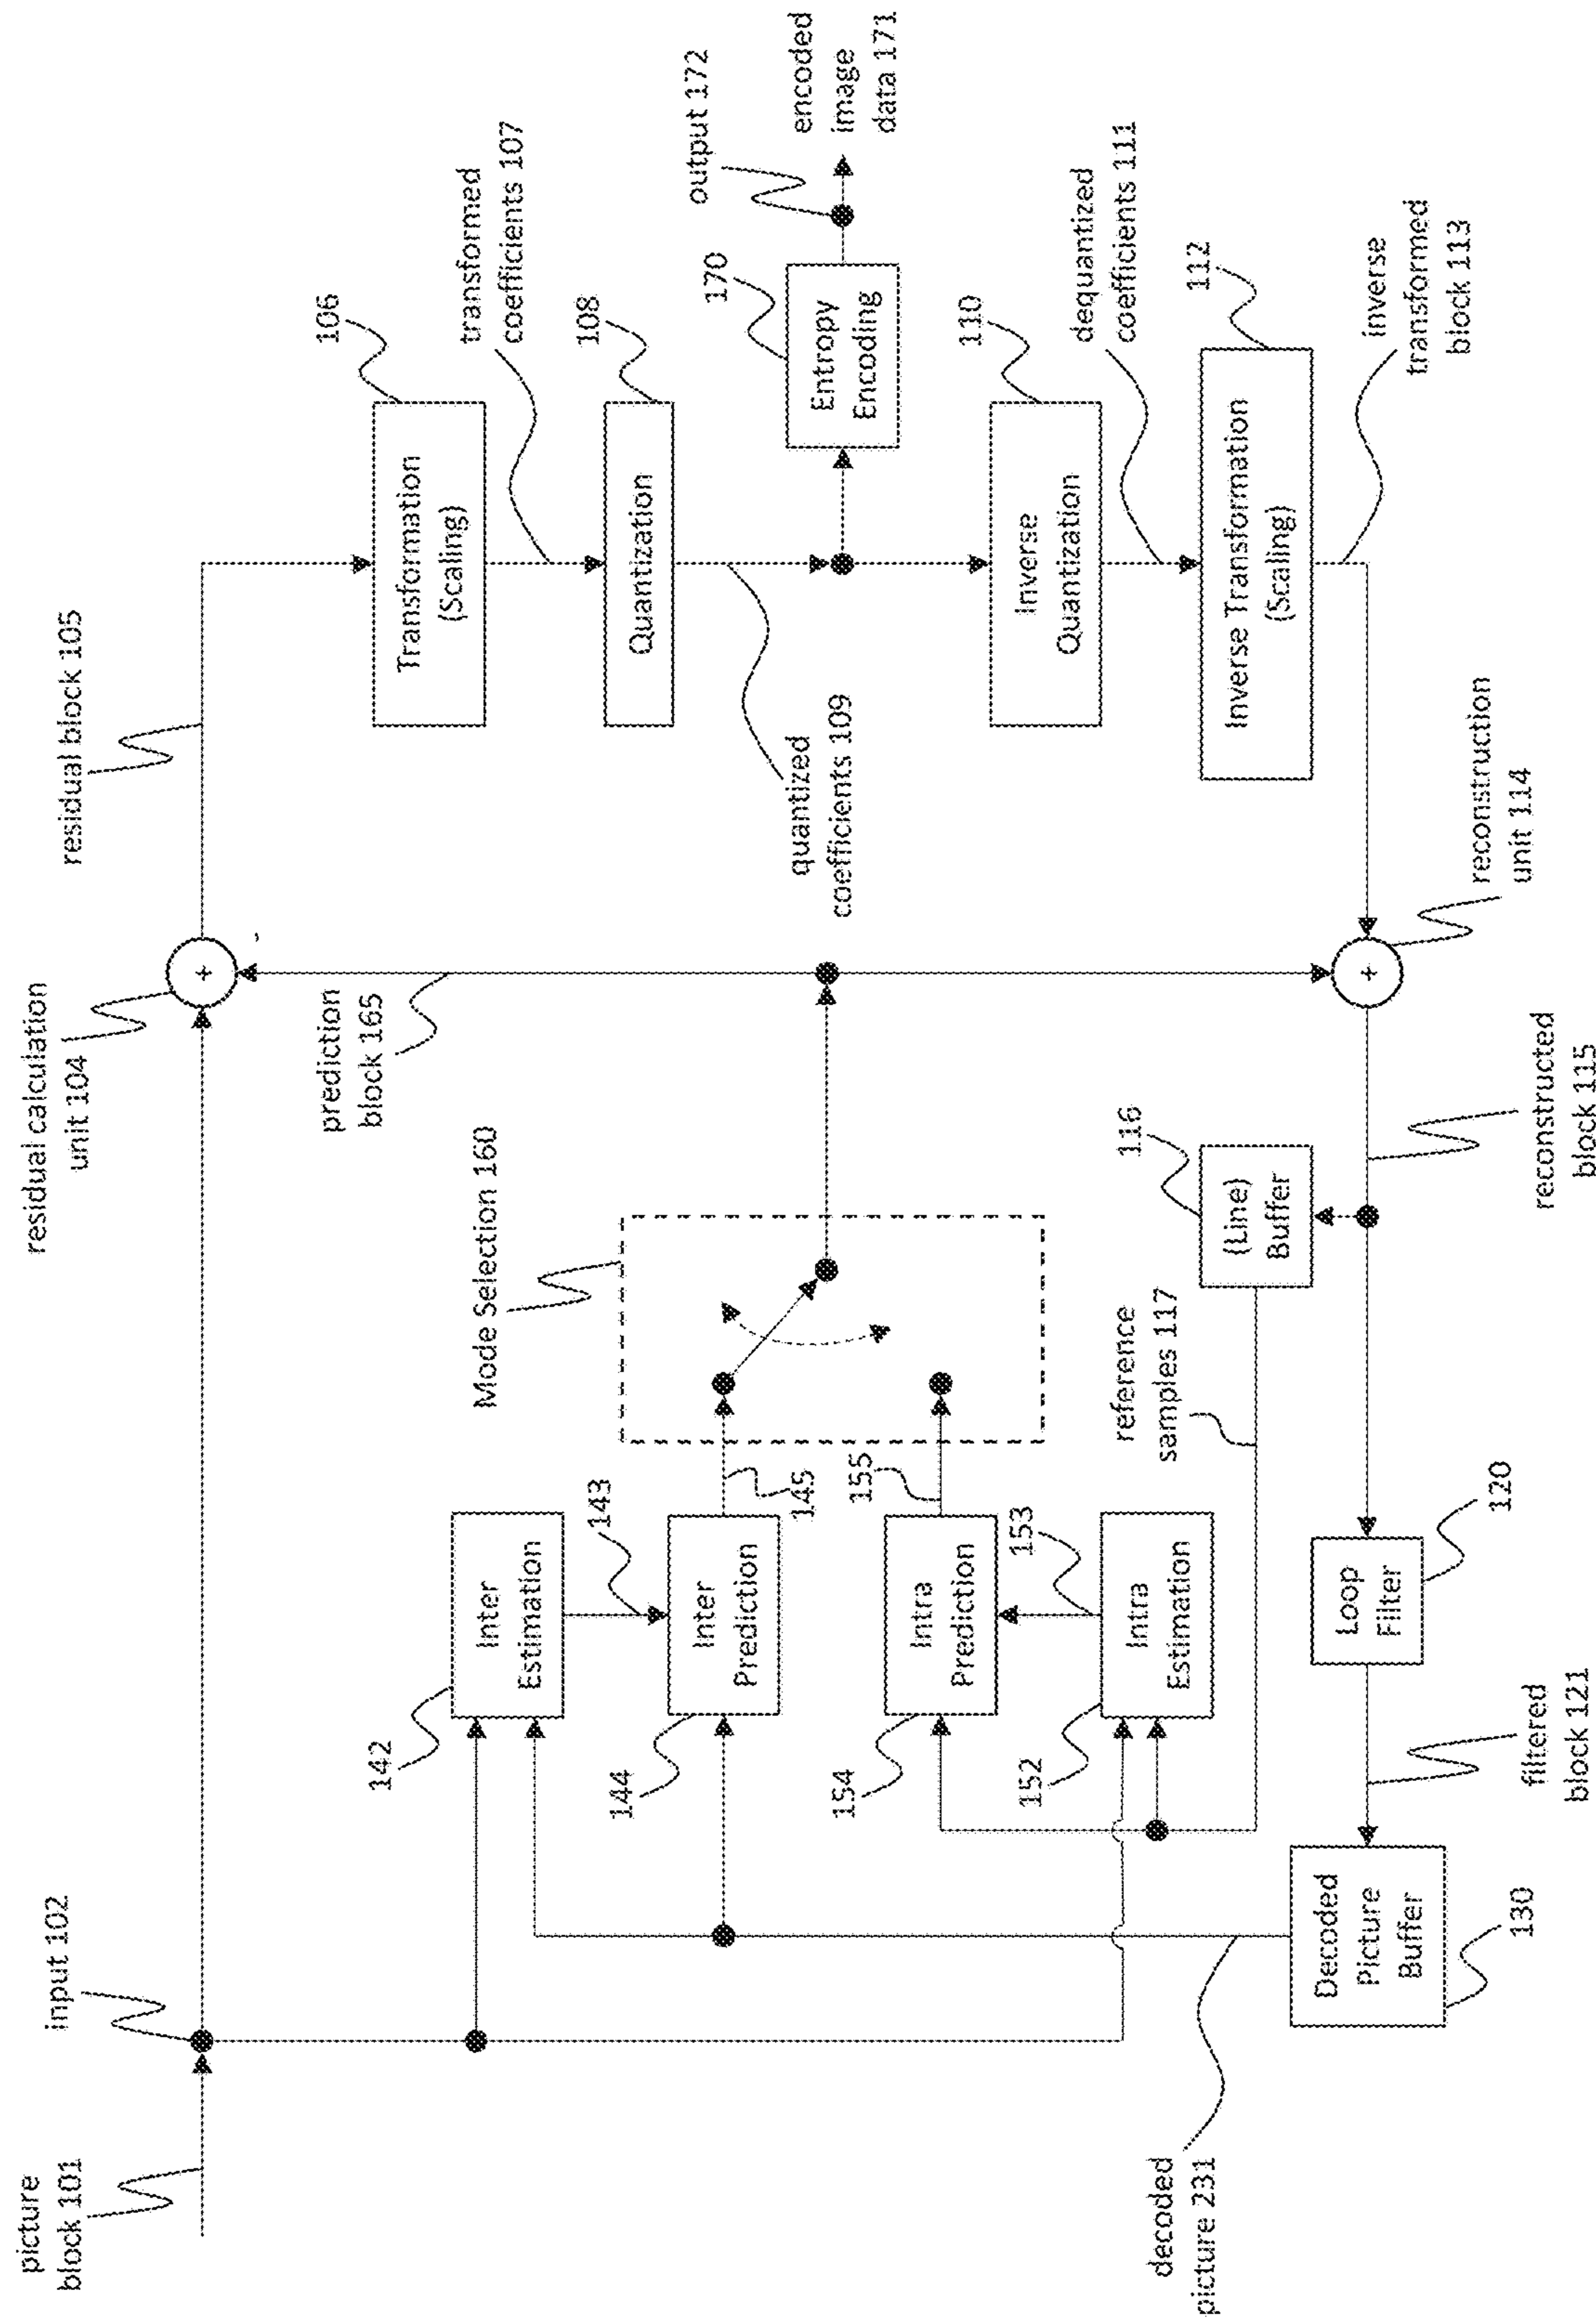 picture
block 101
input 102
residual calculation
unit 104
residual block 105
+
-
prediction
block 165
106
Transformation
(Scaling)
transformed
coefficients 107
108
Quantization
quantized
coefficients 109
170
Entropy
Encoding
output 172
encoded
image
data 171
110
Inverse
Quantization
dequantized
coefficients 111
112
Inverse Transformation
(Scaling)
inverse
transformed
block 113
+
reconstruction
unit 114
reconstructed
block 115
116
(Line)
Buffer
reference
samples 117
Mode Selection 160
142
Inter
Estimation
143
144
Inter
Prediction
145
154
Intra
Prediction
155
153
152
Intra
Estimation
120
Loop
Filter
filtered
block 121
Decoded
Picture
Buffer
130
decoded
picture 231